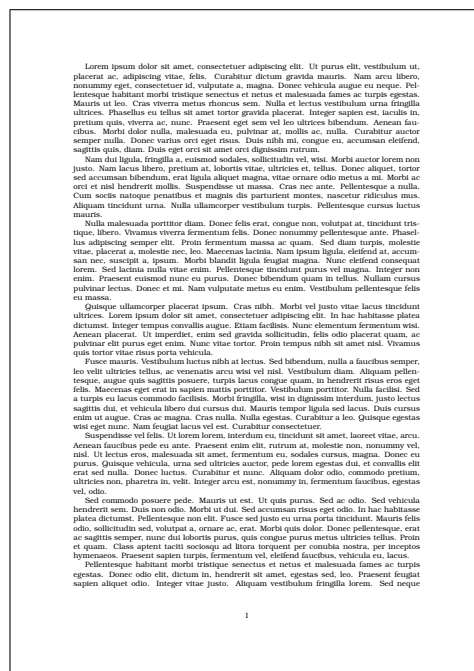 Lorem ipsum dolor sit amet, consectetuer adipiscing elit. Ut purus elit, vestibulum ut,
placerat ac, adipiscing vitae, felis. Curabitur dictum gravida mauris. Nam arcu libero,
nonummy eget, consectetuer id, vulputate a, magna. Donec vehicula augue eu neque. Pel-
lentesque habitant morbi tristique senectus et netus et malesuada fames ac turpis egestas.
Mauris ut leo. Cras viverra metus rhoncus sem. Nulla et lectus vestibulum urna fringilla
ultrices. Phasellus eu tellus sit amet tortor gravida placerat. Integer sapien est, iaculis in,
pretium quis, viverra ac, nunc. Praesent eget sem vel leo ultrices bibendum. Aenean fau-
cibus. Morbi dolor nulla, malesuada eu, pulvinar at, mollis ac, nulla. Curabitur auctor
semper nulla. Donec varius orci eget risus. Duis nibh mi, congue eu, accumsan eleifend,
sagittis quis, diam. Duis eget orci sit amet orci dignissim rutrum.
Nam dui ligula, fringilla a, euismod sodales, sollicitudin vel, wisi. Morbi auctor lorem non
justo. Nam lacus libero, pretium at, lobortis vitae, ultricies et, tellus. Donec aliquet, tortor
sed accumsan bibendum, erat ligula aliquet magna, vitae ornare odio metus a mi. Morbi ac
orci et nisl hendrerit mollis. Suspendisse ut massa. Cras nec ante. Pellentesque a nulla.
Cum sociis natoque penatibus et magnis dis parturient montes, nascetur ridiculus mus.
Aliquam tincidunt urna. Nulla ullamcorper vestibulum turpis. Pellentesque cursus luctus
mauris.
Nulla malesuada porttitor diam. Donec felis erat, congue non, volutpat at, tincidunt tris-
tique, libero. Vivamus viverra fermentum felis. Donec nonummy pellentesque ante. Phasel-
lus adipiscing semper elit. Proin fermentum massa ac quam. Sed diam turpis, molestie
vitae, placerat a, molestie nec, leo. Maecenas lacinia. Nam ipsum ligula, eleifend at, accum-
san nec, suscipit a, ipsum. Morbi blandit ligula feugiat magna. Nunc eleifend consequat
lorem. Sed lacinia nulla vitae enim. Pellentesque tincidunt purus vel magna. Integer non
enim. Praesent euismod nunc eu purus. Donec bibendum quam in tellus. Nullam cursus
pulvinar lectus. Donec et mi. Nam vulputate metus eu enim. Vestibulum pellentesque felis
eu massa.
Quisque ullamcorper placerat ipsum. Cras nibh. Morbi vel justo vitae lacus tincidunt
ultrices. Lorem ipsum dolor sit amet, consectetuer adipiscing elit. In hac habitasse platea
dictumst. Integer tempus convallis augue. Etiam facilisis. Nunc elementum fermentum wisi.
Aenean placerat. Ut imperdiet, enim sed gravida sollicitudin, felis odio placerat quam, ac
pulvinar elit purus eget enim. Nunc vitae tortor. Proin tempus nibh sit amet nisl. Vivamus
quis tortor vitae risus porta vehicula.
Fusce mauris. Vestibulum luctus nibh at lectus. Sed bibendum, nulla a faucibus semper,
leo velit ultricies tellus, ac venenatis arcu wisi vel nisl. Vestibulum diam. Aliquam pellen-
tesque, augue quis sagittis posuere, turpis lacus congue quam, in hendrerit risus eros eget
felis. Maecenas eget erat in sapien mattis porttitor. Vestibulum porttitor. Nulla facilisi. Sed
a turpis eu lacus commodo facilisis. Morbi fringilla, wisi in dignissim interdum, justo lectus
sagittis dui, et vehicula libero dui cursus dui. Mauris tempor ligula sed lacus. Duis cursus
enim ut augue. Cras ac magna. Cras nulla. Nulla egestas. Curabitur a leo. Quisque egestas
wisi eget nunc. Nam feugiat lacus vel est. Curabitur consectetuer.
Suspendisse vel felis. Ut lorem lorem, interdum eu, tincidunt sit amet, laoreet vitae, arcu.
Aenean faucibus pede eu ante. Praesent enim elit, rutrum at, molestie non, nonummy vel,
nisl. Ut lectus eros, malesuada sit amet, fermentum eu, sodales cursus, magna. Donec eu
purus. Quisque vehicula, urna sed ultricies auctor, pede lorem egestas dui, et convallis elit
erat sed nulla. Donec luctus. Curabitur et nunc. Aliquam dolor odio, commodo pretium,
ultricies non, pharetra in, velit. Integer arcu est, nonummy in, fermentum faucibus, egestas
vel, odio.
Sed commodo posuere pede. Mauris ut est. Ut quis purus. Sed ac odio. Sed vehicula
hendrerit sem. Duis non odio. Morbi ut dui. Sed accumsan risus eget odio. In hac habitasse
platea dictumst. Pellentesque non elit. Fusce sed justo eu urna porta tincidunt. Mauris felis
odio, sollicitudin sed, volutpat a, ornare ac, erat. Morbi quis dolor. Donec pellentesque, erat
ac sagittis semper, nunc dui lobortis purus, quis congue purus metus ultricies tellus. Proin
et quam. Class aptent taciti sociosqu ad litora torquent per conubia nostra, per inceptos
hymenaeos. Praesent sapien turpis, fermentum vel, eleifend faucibus, vehicula eu, lacus.
Pellentesque habitant morbi tristique senectus et netus et malesuada fames ac turpis
egestas. Donec odio elit, dictum in, hendrerit sit amet, egestas sed, leo. Praesent feugiat
sapien aliquet odio. Integer vitae justo. Aliquam vestibulum fringilla lorem. Sed neque
1